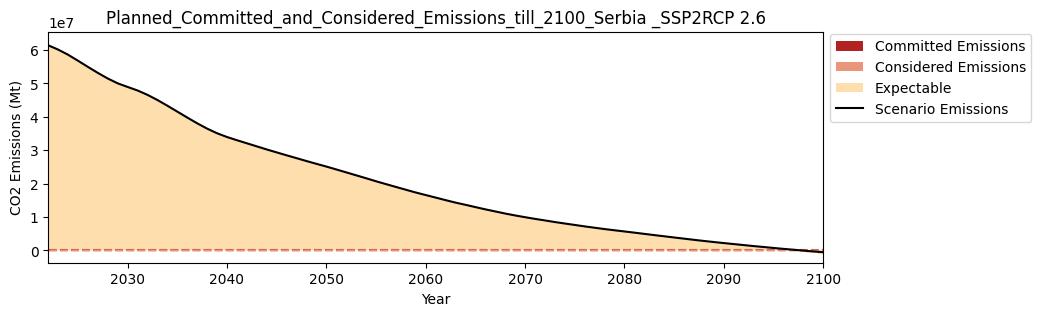 Planned_Committed_and_Considered_Emissions_till_2100_Serbia _SSP2RCP 2.6
1e7
6
5
4
3
2
1
0
CO2 Emissions (Mt)
2030 2040 2050 2060 2070 2080 2090 2100
Year
Committed Emissions
Considered Emissions
Expectable
Scenario Emissions